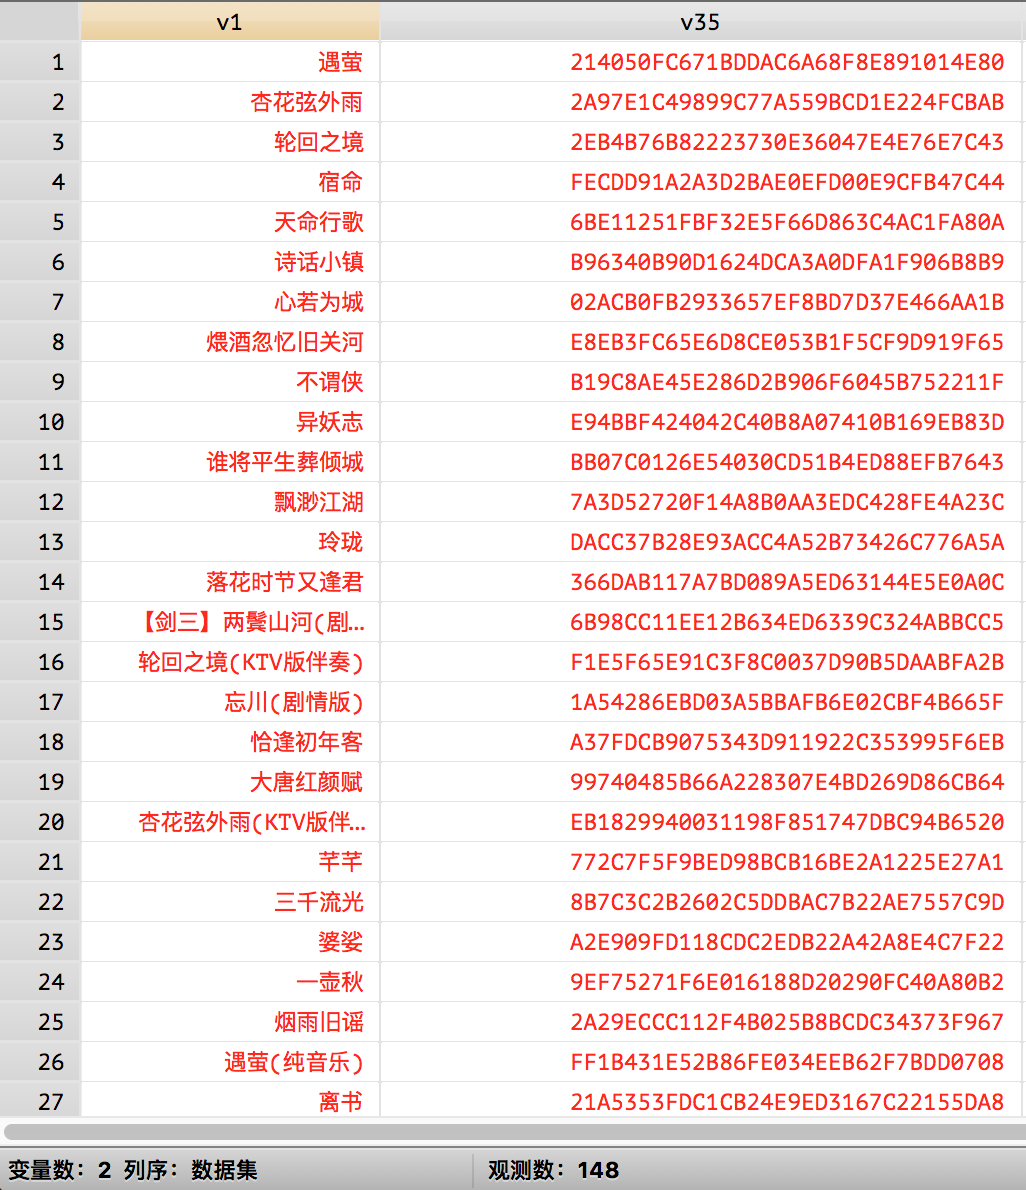 v1 v35
1 遇萤 214050FC671BDDAC6A68F8E891014E80
2 杏花弦外雨 2A97E1C49899C77A559BCD1E224FCBAB
3 轮回之境 2EB4B76B82223730E36047E4E76E7C43
4 宿命 FECDD91A2A3D2BAE0EFD00E9CFB47C44
5 天命行歌 6BE11251FBF32E5F66D863C4AC1FA80A
6 诗话小镇 B96340B90D1624DCA3A0DFA1F906B8B9
7 心若为城 02ACB0FB2933657EF8BD7D37E466AA1B
8 煨酒忽忆旧关河 E8EB3FC65E6D8CE053B1F5CF9D919F65
9 不谓侠 B19C8AE45E286D2B906F6045B752211F
10 异妖志 E94BBF424042C40B8A07410B169EB83D
11 谁将平生葬倾城 BB07C0126E54030CD51B4ED88EFB7643
12 飘渺江湖 7A3D52720F14A8B0AA3EDC428FE4A23C
13 玲珑 DACC37B28E93ACC4A52B73426C776A5A
14 落花时节又逢君 366DAB117A7BD089A5ED63144E5E0A0C
15 【剑三】两鬓山河(剧… 6B98CC11EE12B634ED6339C324ABBCC5
16 轮回之境(KTV版伴奏) F1E5F65E91C3F8C0037D90B5DAABFA2B
17 忘川(剧情版) 1A54286EBD03A5BBAFB6E02CBF4B665F
18 恰逢初年客 A37FDCB9075343D911922C353995F6EB
19 大唐红颜赋 99740485B66A228307E4BD269D86CB64
20 杏花弦外雨(KTV版伴… EB1829940031198F851747DBC94B6520
21 芊芊 772C7F5F9BED98BCB16BE2A1225E27A1
22 三千流光 8B7C3C2B2602C5DDBAC7B22AE7557C9D
23 婆娑 A2E909FD118CDC2EDB22A42A8E4C7F22
24 一壶秋 9EF75271F6E016188D20290FC40A80B2
25 烟雨旧谣 2A29ECCC112F4B025B8BCDC34373F967
26 遇萤(纯音乐) FF1B431E52B86FE034EEB62F7BDD0708
27 离书 21A5353FDC1CB24E9ED3167C22155DA8
变量数：2 列序：数据集 观测数：148